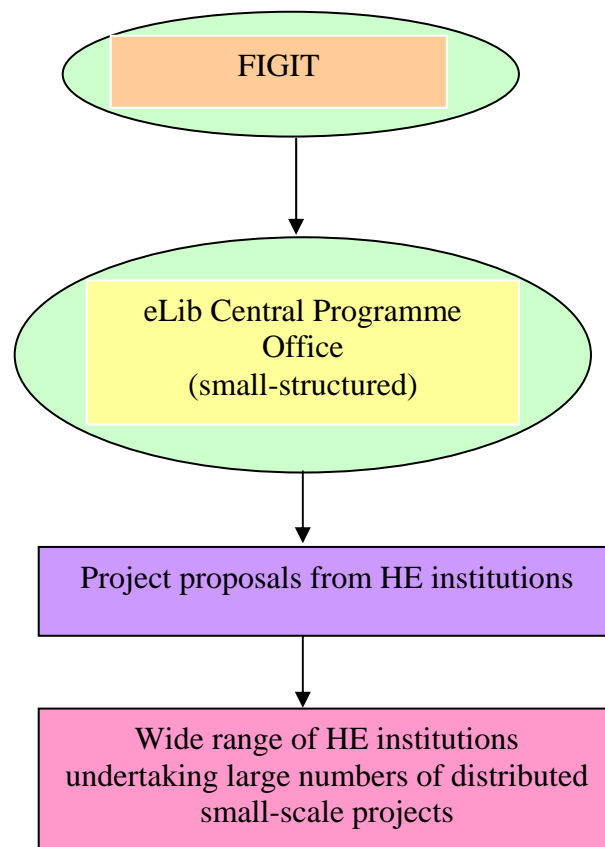 FIGIT
eLib Central Programme
Office
(small-structured)
Project proposals from HE institutions
Wide range of HE institutions
undertaking large numbers of distributed
small-scale projects